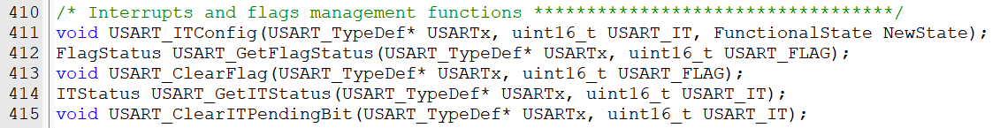 410 /* Interrupts and flags management functions **********************************/
411 void USART_ITConfig(USART_TypeDef* USARTx, uint16_t USART_IT, FunctionalState NewState);
412 FlagStatus USART_GetFlagStatus(USART_TypeDef* USARTx, uint16_t USART_FLAG);
413 void USART_ClearFlag(USART_TypeDef* USARTx, uint16_t USART_FLAG);
414 ITStatus USART_GetITStatus(USART_TypeDef* USARTx, uint16_t USART_IT);
415 void USART_ClearITPendingBit(USART_TypeDef* USARTx, uint16_t USART_IT);